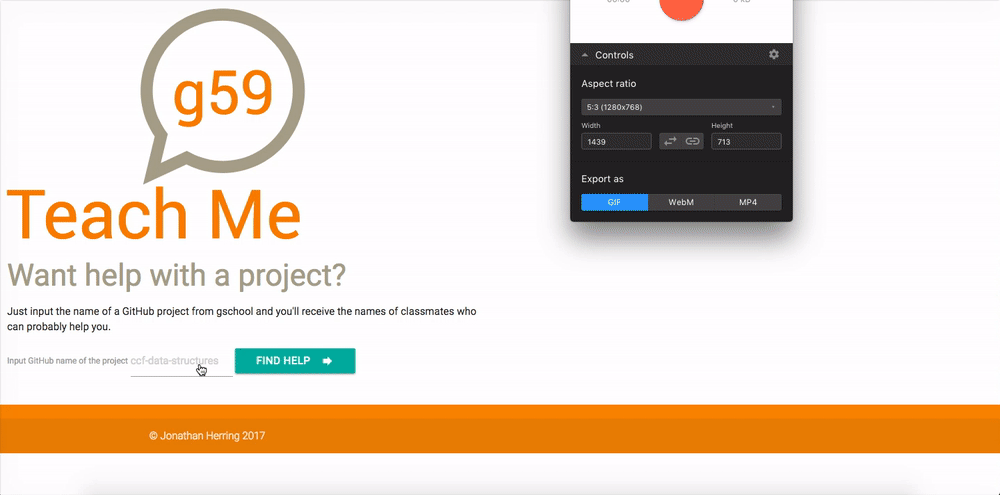 g59
Teach Me
Want help with a project?
Just input the name of a GitHub project from gschool and you'll receive the names of classmates who
can probably help you.
Input GitHub name of the project ccf-data-structures FIND HELP
© Jonathan Herring 2017
Controls
Aspect ratio
5:3 (1280x768)
Width Height
1439 713
Export as
GIF WebM MP4